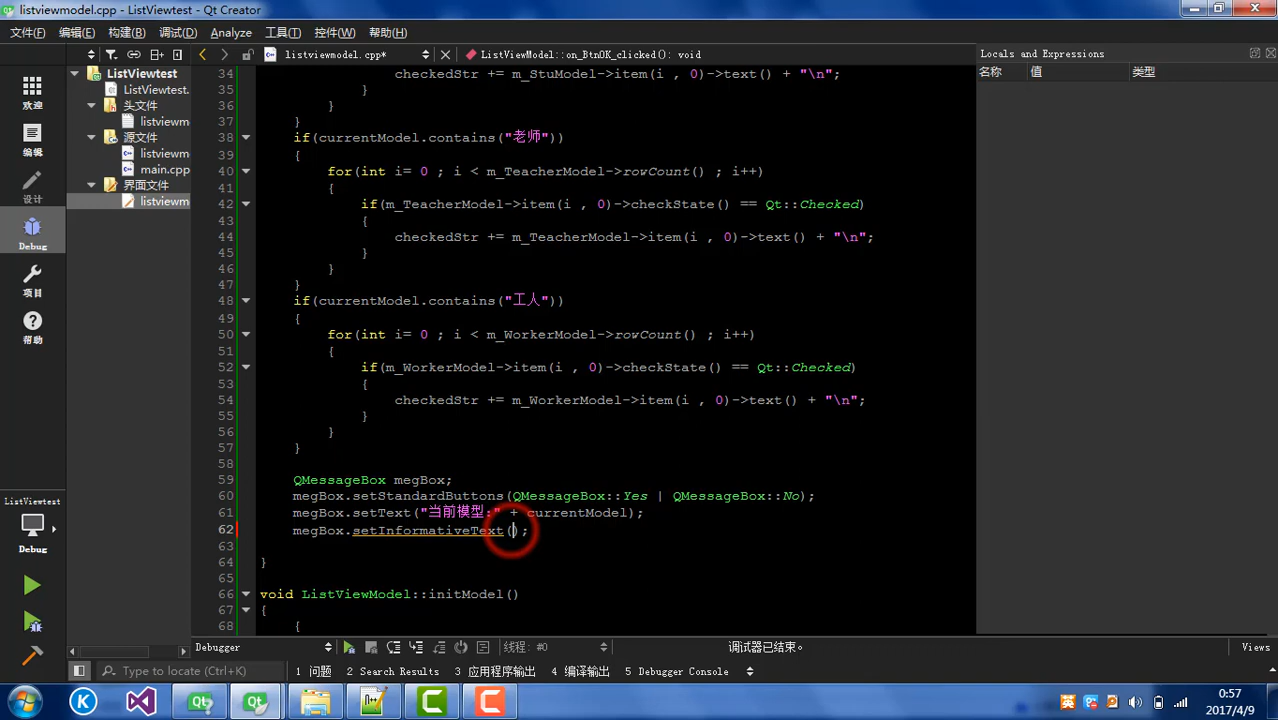 listviewmodel.cpp - ListViewtest - Qt Creator
文件(F) 编辑(E) 构建(B) 调试(D) Analyze 工具(T) 控件(W) 帮助(H)
listviewmodel.cpp* ListViewModel::on_BtnOK_clicked(): void Locals and Expressions
名称 值 类型
欢迎
编辑
设计
Debug
项目
帮助
ListViewtest
Debug
ListViewtest
ListViewtest.
头文件
listviewm
源文件
listviewm
main.cpp
界面文件
listviewm
34 checkedStr += m_StuModel->item(i , 0)->text() + "\n";
35 }
36 }
37 }
38 if(currentModel.contains("老师"))
39 {
40 for(int i= 0 ; i < m_TeacherModel->rowCount() ; i++)
41 {
42 if(m_TeacherModel->item(i , 0)->checkState() == Qt::Checked)
43 {
44 checkedStr += m_TeacherModel->item(i , 0)->text() + "\n";
45 }
46 }
47 }
48 if(currentModel.contains("工人"))
49 {
50 for(int i= 0 ; i < m_WorkerModel->rowCount() ; i++)
51 {
52 if(m_WorkerModel->item(i , 0)->checkState() == Qt::Checked)
53 {
54 checkedStr += m_WorkerModel->item(i , 0)->text() + "\n";
55 }
56 }
57 }
58
59 QMessageBox megBox;
60 megBox.setStandardButtons(QMessageBox::Yes | QMessageBox::No);
61 megBox.setText("当前模型:" + currentModel);
62 megBox.setInformativeText();
63
64 }
65
66 void ListViewModel::initModel()
67 {
68 {
Debugger 线程: #0 调试器已结束。 Views
Type to locate (Ctrl+K) 1 问题 2 Search Results 3 应用程序输出 4 编译输出 5 Debugger Console
英
0:57
2017/4/9